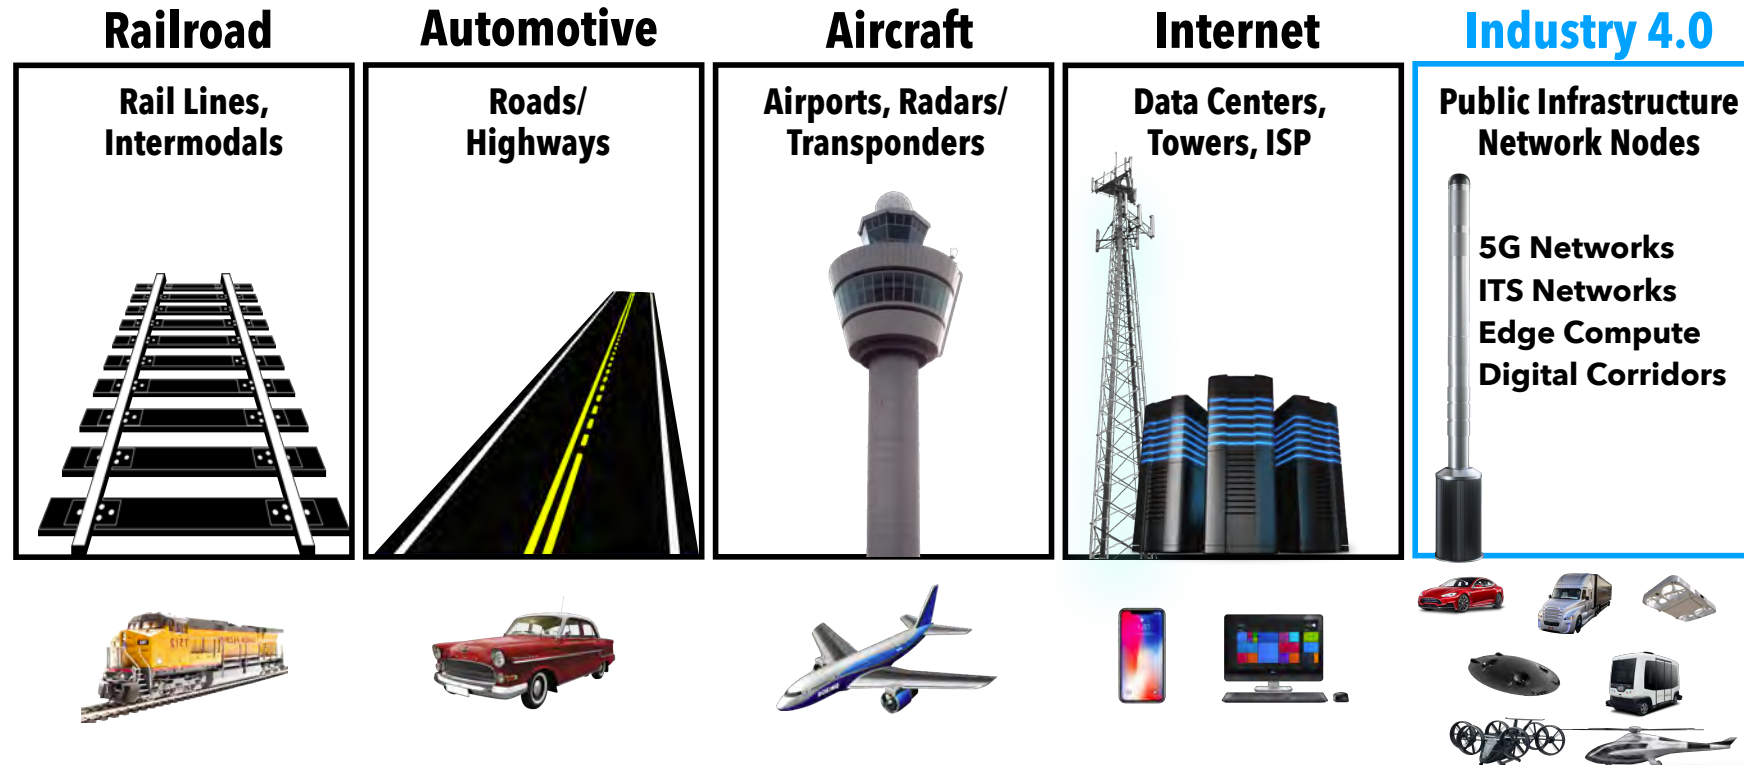 Railroad
Rail Lines,
Intermodals
Automotive
Roads/
Highways
Aircraft
Airports, Radars/
Transponders
Internet
Data Centers,
Towers, ISP
Industry 4.0
Public Infrastructure
Network Nodes
5G Networks
ITS Networks
Edge Compute
Digital Corridors
BOEING